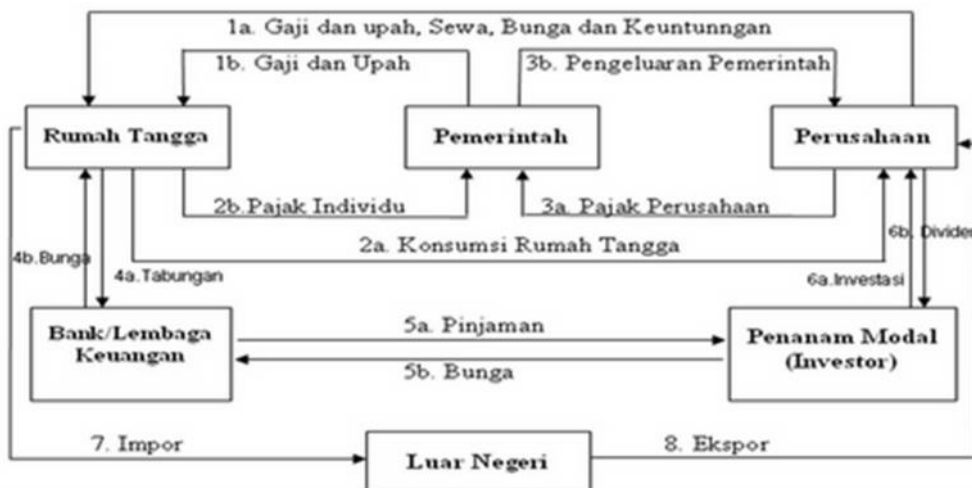 1a. Gaji dan upah, Sewa, Bunga dan Keuntunngan
1b. Gaji dan Upah
3b. Pengeluaran Pemerintah
Rumah Tangga
Pemerintah
Perusahaan
2b.Pajak Individu
3a. Pajak Perusahaan
2a. Konsumsi Rumah Tangga
6b. Dividen
4b.Bunga
4a.Tabungan
6a.Investasi
Bank/Lembaga
Keuangan
5a. Pinjaman
5b. Bunga
Penanam Modal
(Investor)
7. Impor
Luar Negeri
8. Ekspor